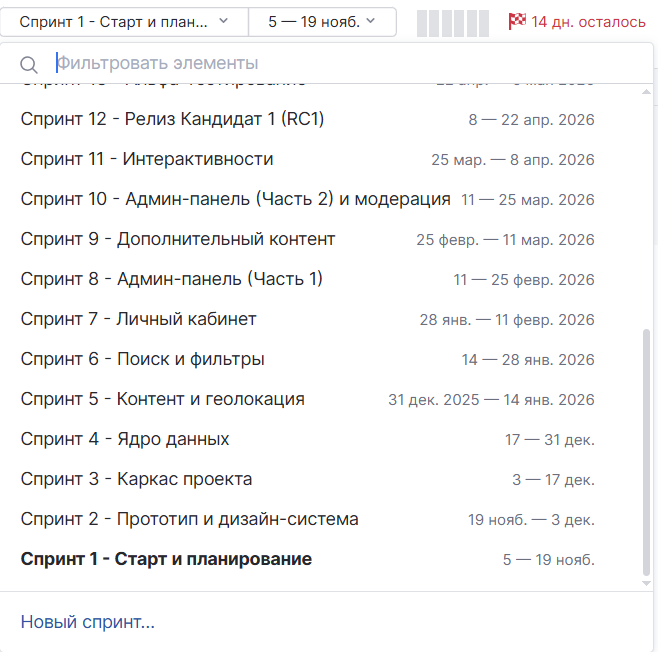 Спринт 1 - Старт и план... 5 — 19 нояб. 14 дн. осталось
Фильтровать элементы
Спринт 12 - Релиз Кандидат 1 (RC1) 8 — 22 апр. 2026
Спринт 11 - Интерактивности 25 мар. — 8 апр. 2026
Спринт 10 - Админ-панель (Часть 2) и модерация 11 — 25 мар. 2026
Спринт 9 - Дополнительный контент 25 февр. — 11 мар. 2026
Спринт 8 - Админ-панель (Часть 1) 11 — 25 февр. 2026
Спринт 7 - Личный кабинет 28 янв. — 11 февр. 2026
Спринт 6 - Поиск и фильтры 14 — 28 янв. 2026
Спринт 5 - Контент и геолокация 31 дек. 2025 — 14 янв. 2026
Спринт 4 - Ядро данных 17 — 31 дек.
Спринт 3 - Каркас проекта 3 — 17 дек.
Спринт 2 - Прототип и дизайн-система 19 нояб. — 3 дек.
Спринт 1 - Старт и планирование 5 — 19 нояб.
Новый спринт...